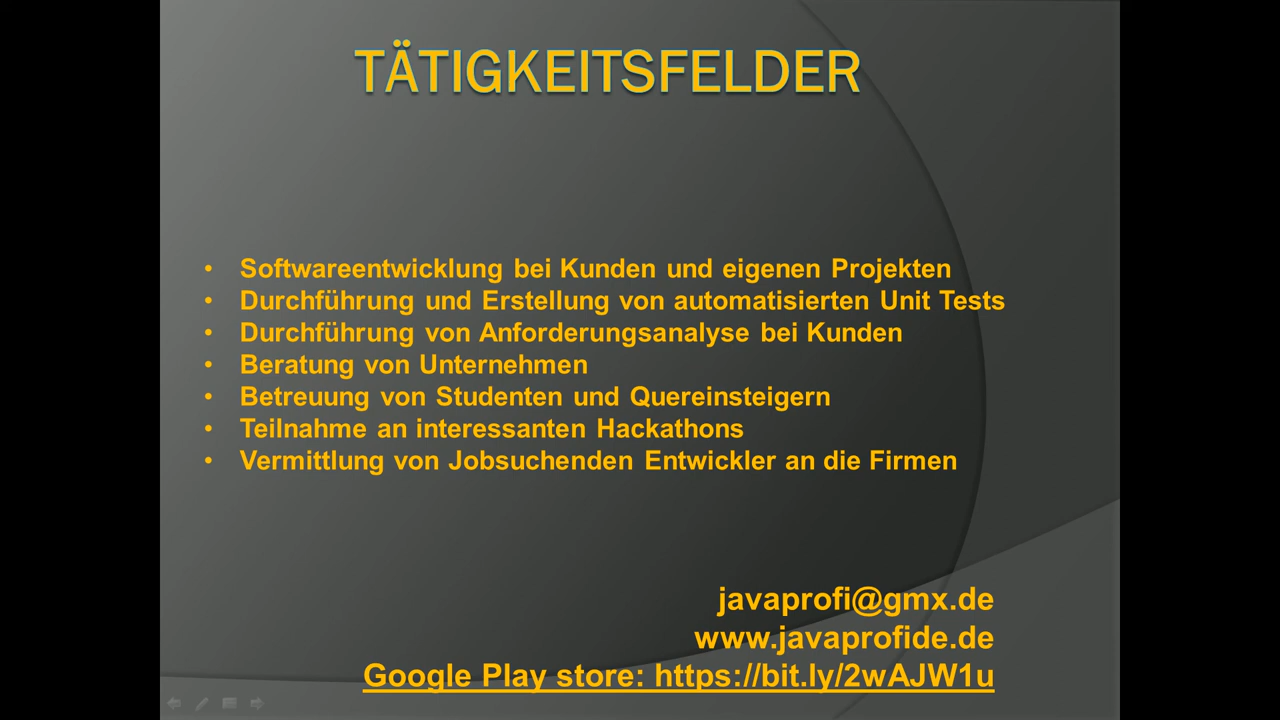 TÄTIGKEITSFELDER
• Softwareentwicklung bei Kunden und eigenen Projekten
• Durchführung und Erstellung von automatisierten Unit Tests
• Durchführung von Anforderungsanalyse bei Kunden
• Beratung von Unternehmen
• Betreuung von Studenten und Quereinsteigern
• Teilnahme an interessanten Hackathons
• Vermittlung von Jobsuchenden Entwickler an die Firmen
javaprofi@gmx.de
www.javaprofide.de
Google Play store: https://bit.ly/2wAJW1u